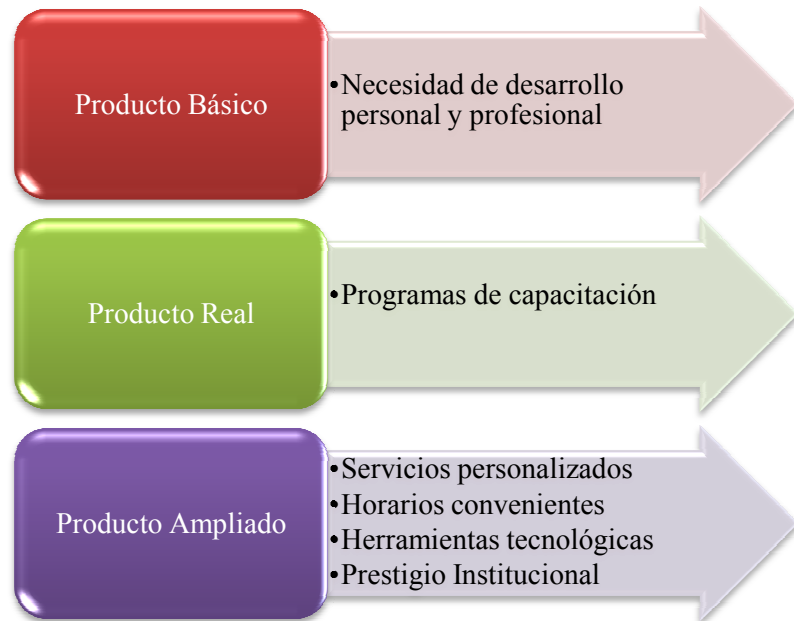 Producto Básico
•Necesidad de desarrollo
personal y profesional
Producto Real
•Programas de capacitación
Producto Ampliado
•Servicios personalizados
•Horarios convenientes
•Herramientas tecnológicas
•Prestigio Institucional